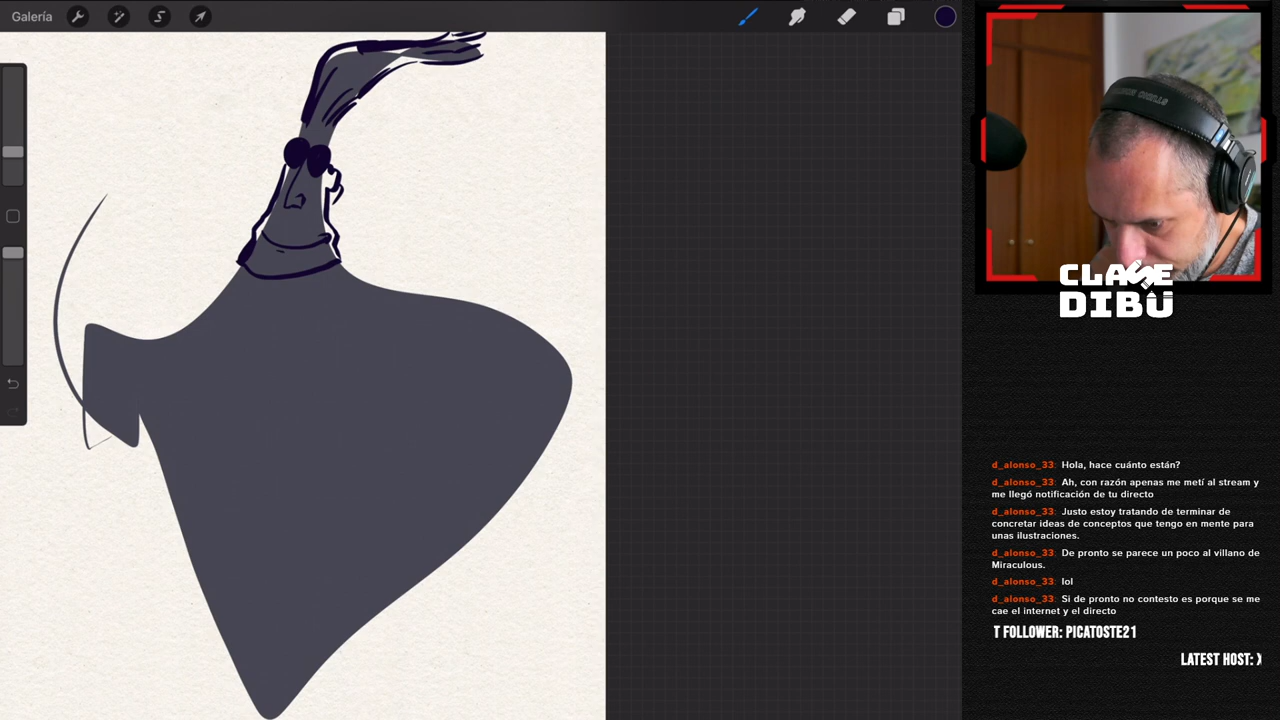 Galería
STUDIO MONITOR
CLASE
DIBU
d_alonso_33: Hola, hace cuánto están?
d_alonso_33: Ah, con razón apenas me metí al stream y
me llegó notificación de tu directo
d_alonso_33: Justo estoy tratando de terminar de
concretar ideas de conceptos que tengo en mente para
unas ilustraciones.
d_alonso_33: De pronto se parece un poco al villano de
Miraculous.
d_alonso_33: lol
d_alonso_33: Si de pronto no contesto es porque se me
cae el internet y el directo
T FOLLOWER: PICATOSTE21
LATEST HOST: